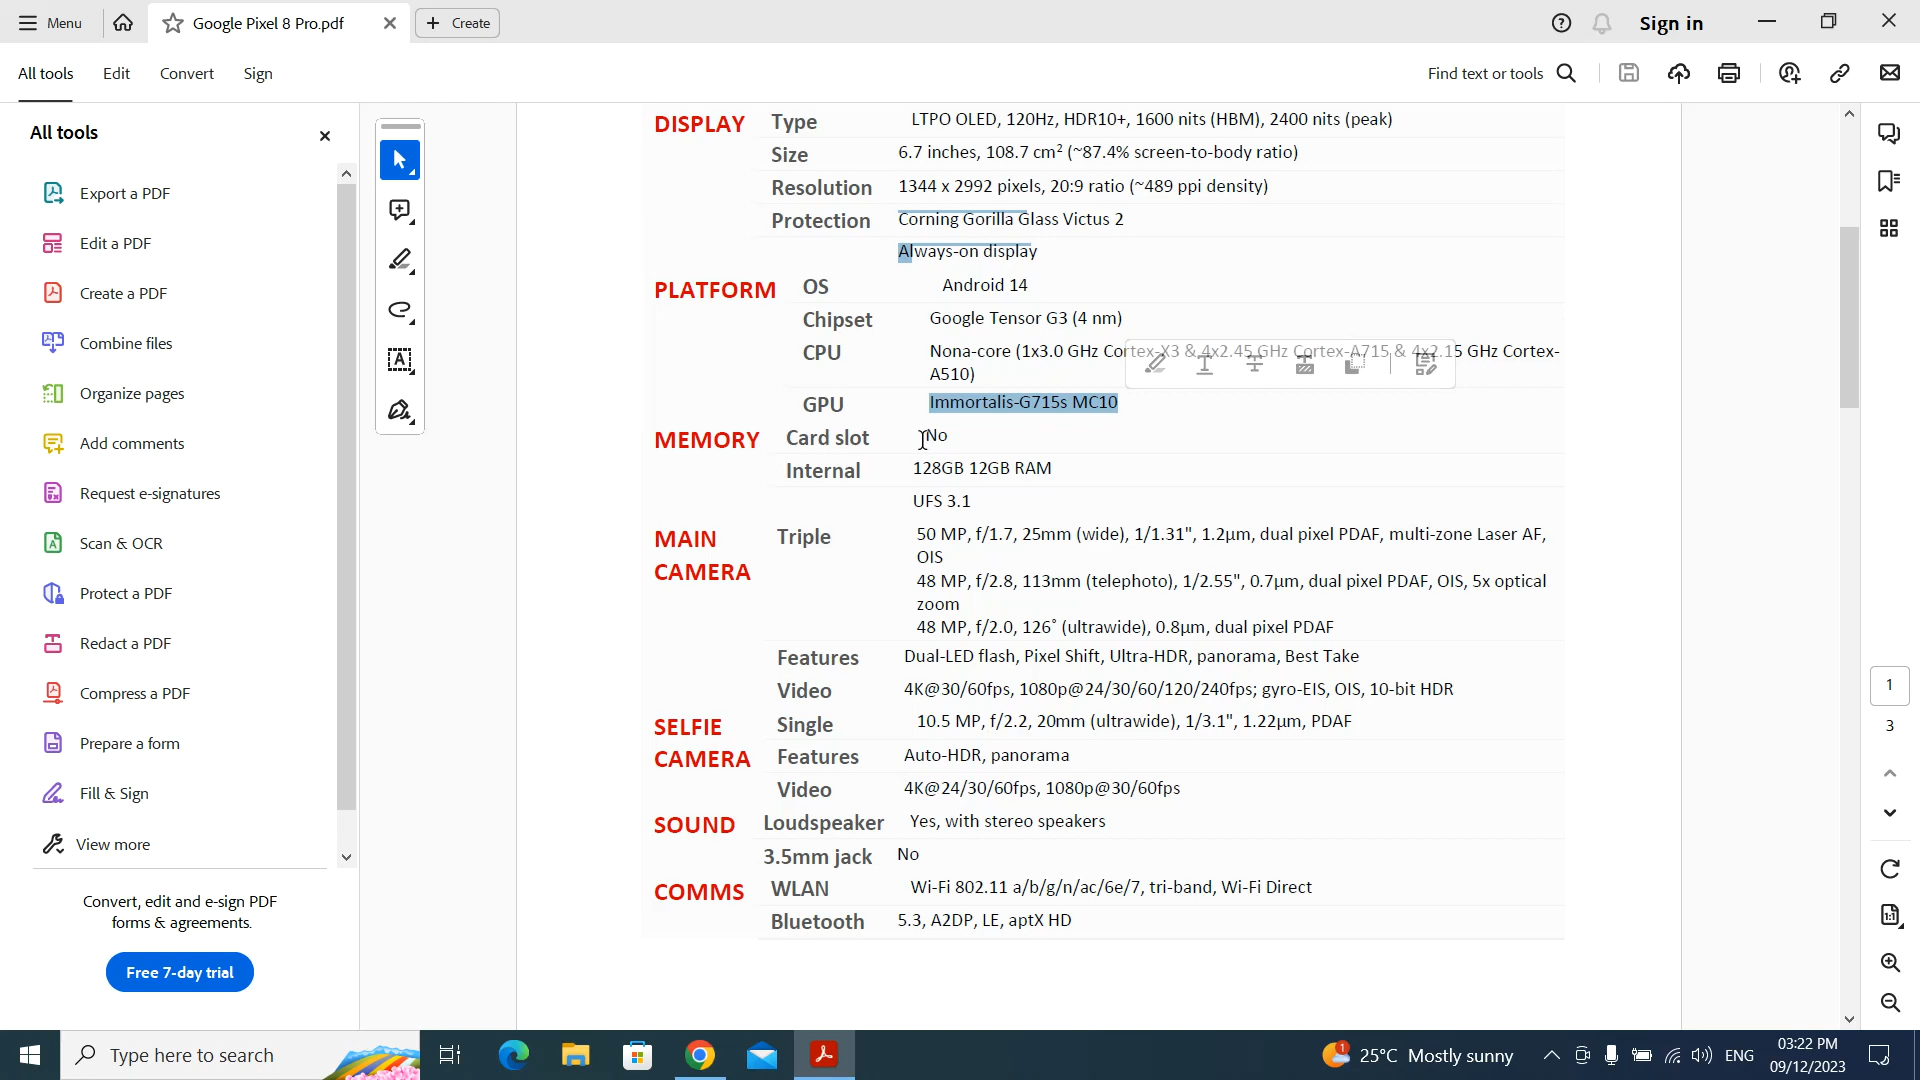 Menu
Google Pixel 8 Pro.pdf
Create
Sign in
All tools
Edit
Convert
Sign
Find text or tools
All tools
Export a PDF
Edit a PDF
Create a PDF
Combine files
Organize pages
Add comments
Request e-signatures
Scan & OCR
Protect a PDF
Redact a PDF
Compress a PDF
Prepare a form
Fill & Sign
View more
Convert, edit and e-sign PDF
forms & agreements.
Free 7-day trial
DISPLAY Type LTPO OLED, 120Hz, HDR10+, 1600 nits (HBM), 2400 nits (peak)
Size 6.7 inches, 108.7 cm² (~87.4% screen-to-body ratio)
Resolution 1344 x 2992 pixels, 20:9 ratio (~489 ppi density)
Protection Corning Gorilla Glass Victus 2
Always-on display
PLATFORM OS Android 14
Chipset Google Tensor G3 (4 nm)
CPU Nona-core (1x3.0 GHz Cortex-X3 & 4x2.45 GHz Cortex-A715 & 4x2.15 GHz Cortex-
A510)
GPU Immortalis-G715s MC10
MEMORY Card slot No
Internal 128GB 12GB RAM
UFS 3.1
MAIN CAMERA Triple 50 MP, f/1.7, 25mm (wide), 1/1.31", 1.2µm, dual pixel PDAF, multi-zone Laser AF,
OIS
48 MP, f/2.8, 113mm (telephoto), 1/2.55", 0.7µm, dual pixel PDAF, OIS, 5x optical
zoom
48 MP, f/2.0, 126˚ (ultrawide), 0.8µm, dual pixel PDAF
Features Dual-LED flash, Pixel Shift, Ultra-HDR, panorama, Best Take
Video 4K@30/60fps, 1080p@24/30/60/120/240fps; gyro-EIS, OIS, 10-bit HDR
SELFIE CAMERA Single 10.5 MP, f/2.2, 20mm (ultrawide), 1/3.1", 1.22µm, PDAF
Features Auto-HDR, panorama
Video 4K@24/30/60fps, 1080p@30/60fps
SOUND Loudspeaker Yes, with stereo speakers
3.5mm jack No
COMMS WLAN Wi-Fi 802.11 a/b/g/n/ac/6e/7, tri-band, Wi-Fi Direct
Bluetooth 5.3, A2DP, LE, aptX HD
1
3
Type here to search
1
25°C Mostly sunny
ENG
03:22 PM
09/12/2023